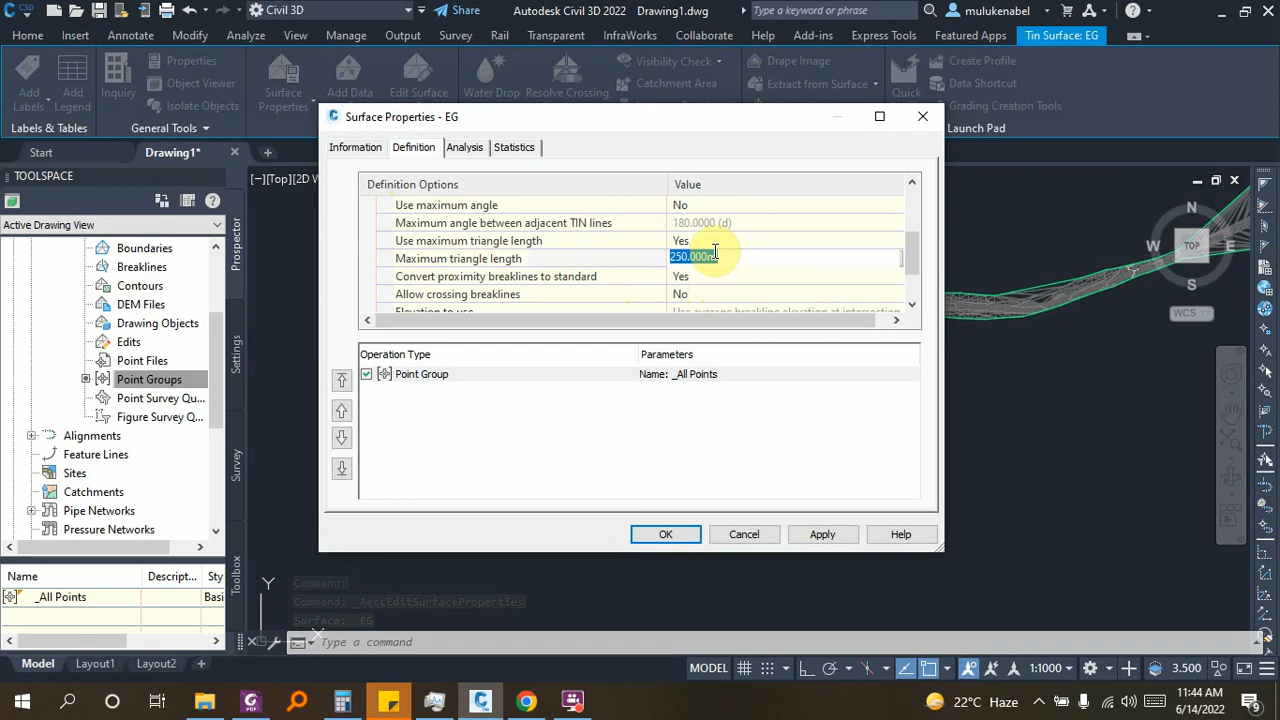 Civil 3D
Share
Autodesk Civil 3D 2022
Drawing1.dwg
Type a keyword or phrase
mulukenabel
Home Insert Annotate Modify Analyze View Manage Output Survey Rail Transparent InfraWorks Collaborate Help Add-ins Express Tools Featured Apps Tin Surface: EG
Add Labels
Add Legend
Labels & Tables
Inquiry
Properties
Object Viewer
Isolate Objects
General Tools
Surface Properties
Add Data
Edit Surface
Water Drop
Resolve Crossing
Visibility Check
Catchment Area
Drape Image
Extract from Surface
Quick
Create Profile
Data Shortcut
Grading Creation Tools
Launch Pad
Start
Drawing1*
TOOLSPACE
Active Drawing View
Boundaries
Breaklines
Contours
DEM Files
Drawing Objects
Edits
Point Files
Point Groups
Point Survey Qu...
Figure Survey Q...
Alignments
Feature Lines
Sites
Catchments
Pipe Networks
Pressure Networks
Prospector
Settings
Survey
Toolbox
Name Descript... Sty
_All Points Basi
[−][Top][2D W
Surface Properties - EG
Information Definition Analysis Statistics
Definition Options Value
Use maximum angle No
Maximum angle between adjacent TIN lines 180.0000 (d)
Use maximum triangle length Yes
Maximum triangle length 250.000m
Convert proximity breaklines to standard Yes
Allow crossing breaklines No
Elevation to use Use average breakline elevation at intersection
Operation Type Parameters
Point Group Name: _All Points
OK Cancel Apply Help
N
W TOP E
S
WCS
Y
X
Command:
Command: _AeccEditSurfaceProperties
Surface: EG
Type a command
Model Layout1 Layout2
MODEL
1:1000
3.500
22°C Haze
11:44 AM
6/14/2022
9